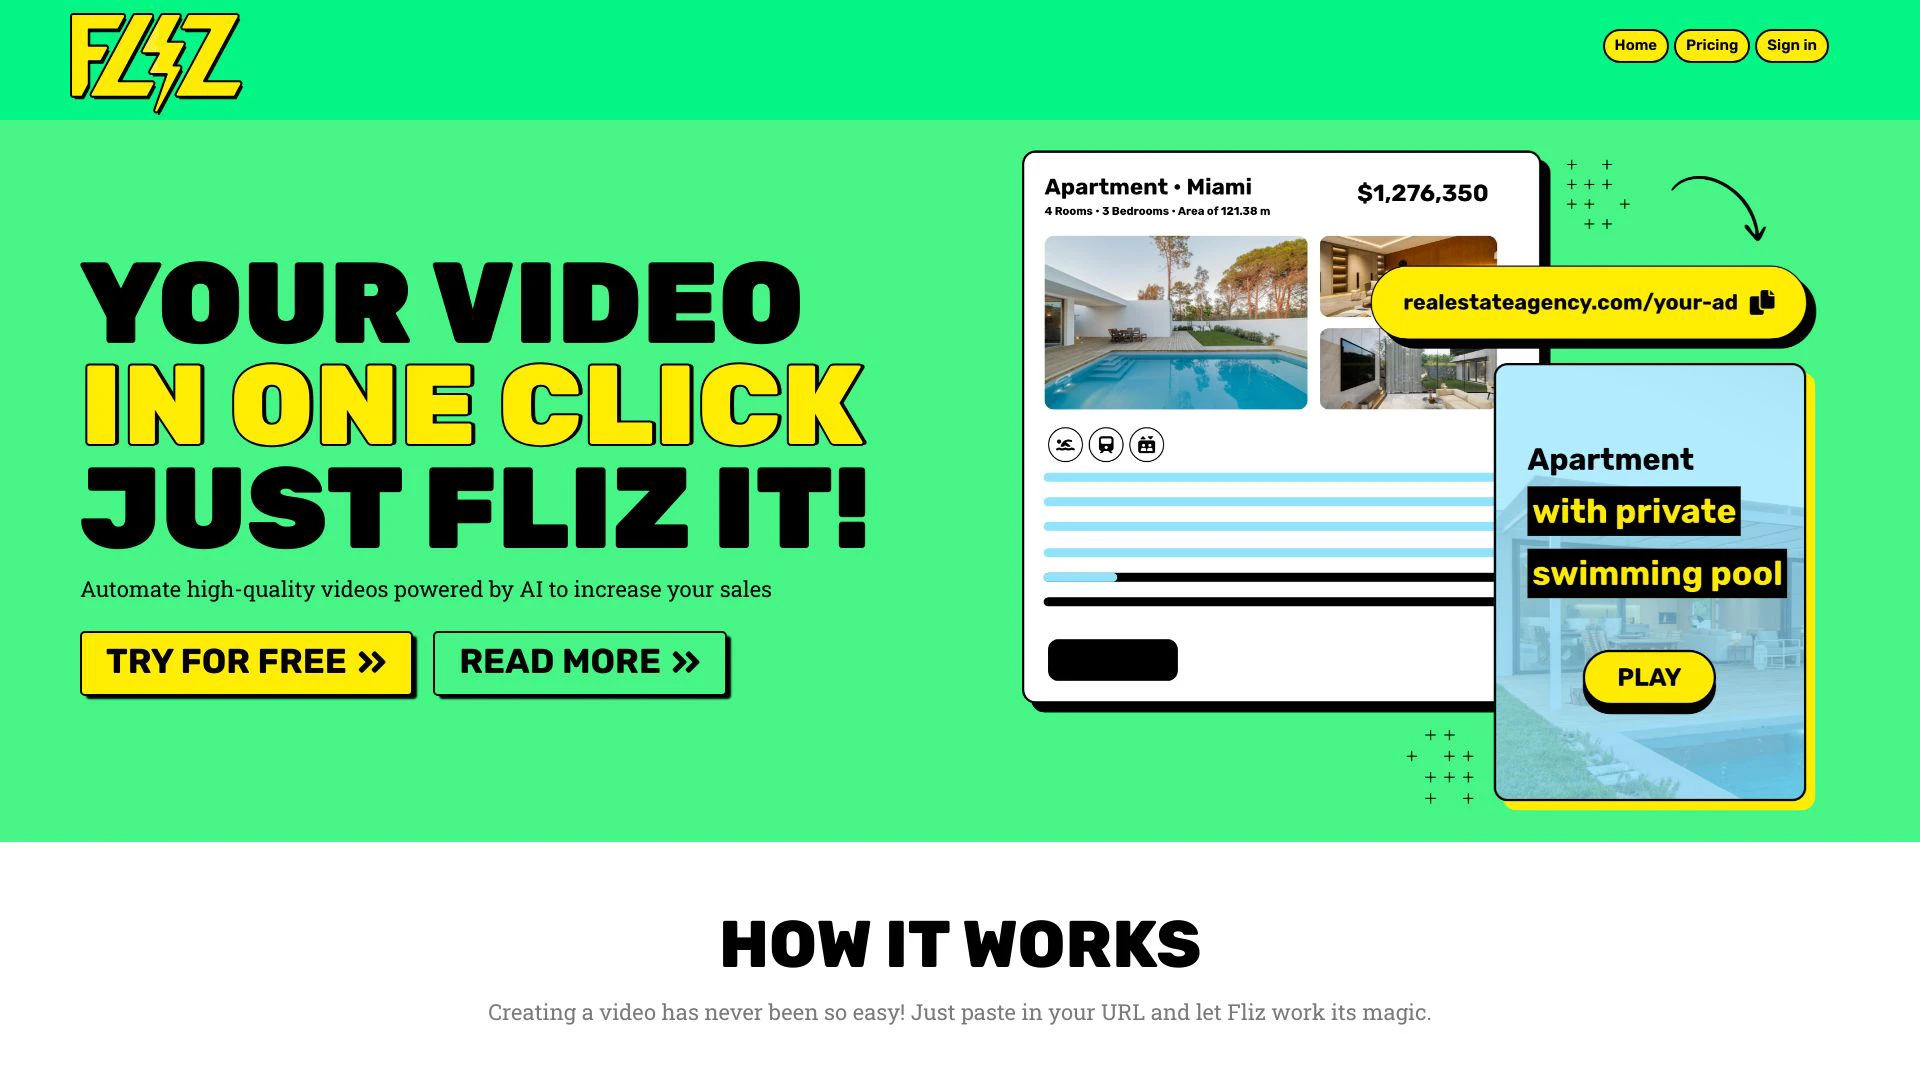 FLIZ
Home
Pricing
Sign in
YOUR VIDEO
IN ONE CLICK
JUST FLIZ IT!
Automate high-quality videos powered by AI to increase your sales
TRY FOR FREE
READ MORE
Apartment • Miami
$1,276,350
4 Rooms • 3 Bedrooms • Area of 121.38 m
realestateagency.com/your-ad
Apartment
with private
swimming pool
PLAY
HOW IT WORKS
Creating a video has never been so easy! Just paste in your URL and let Fliz work its magic.